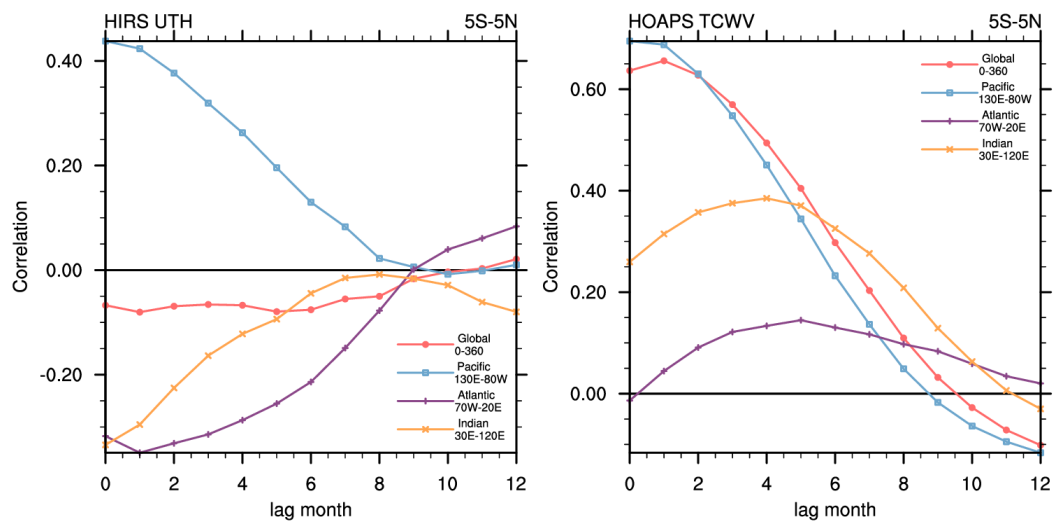 HIRS UTH 5S-5N
0.40
0.20
0.00
-0.20
Correlation
0 2 4 6 8 10 12
lag month
Global
0-360
Pacific
130E-80W
Atlantic
70W-20E
Indian
30E-120E
HOAPS TCWV 5S-5N
0.60
0.40
0.20
0.00
Correlation
0 2 4 6 8 10 12
lag month
Global
0-360
Pacific
130E-80W
Atlantic
70W-20E
Indian
30E-120E